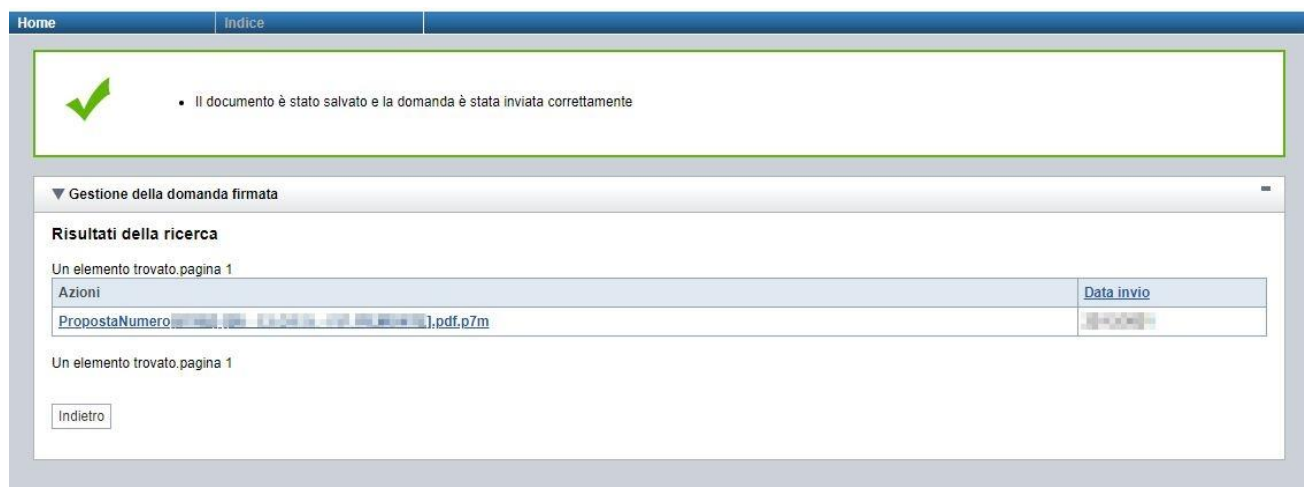 Home Indice
Il documento è stato salvato e la domanda è stata inviata correttamente
Gestione della domanda firmata
Risultati della ricerca
Un elemento trovato.pagina 1
Azioni Data invio
PropostaNumero ].pdf.p7m
Un elemento trovato.pagina 1
Indietro